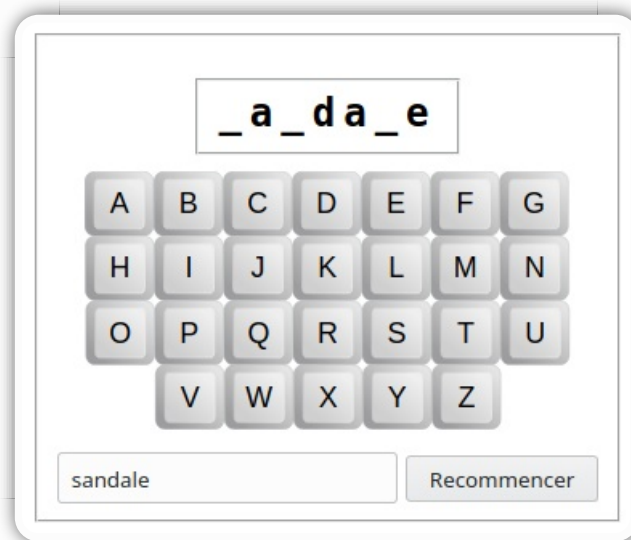 _a_da_e
A B C D E F G
H I J K L M N
O P Q R S T U
V W X Y Z
sandale Recommencer